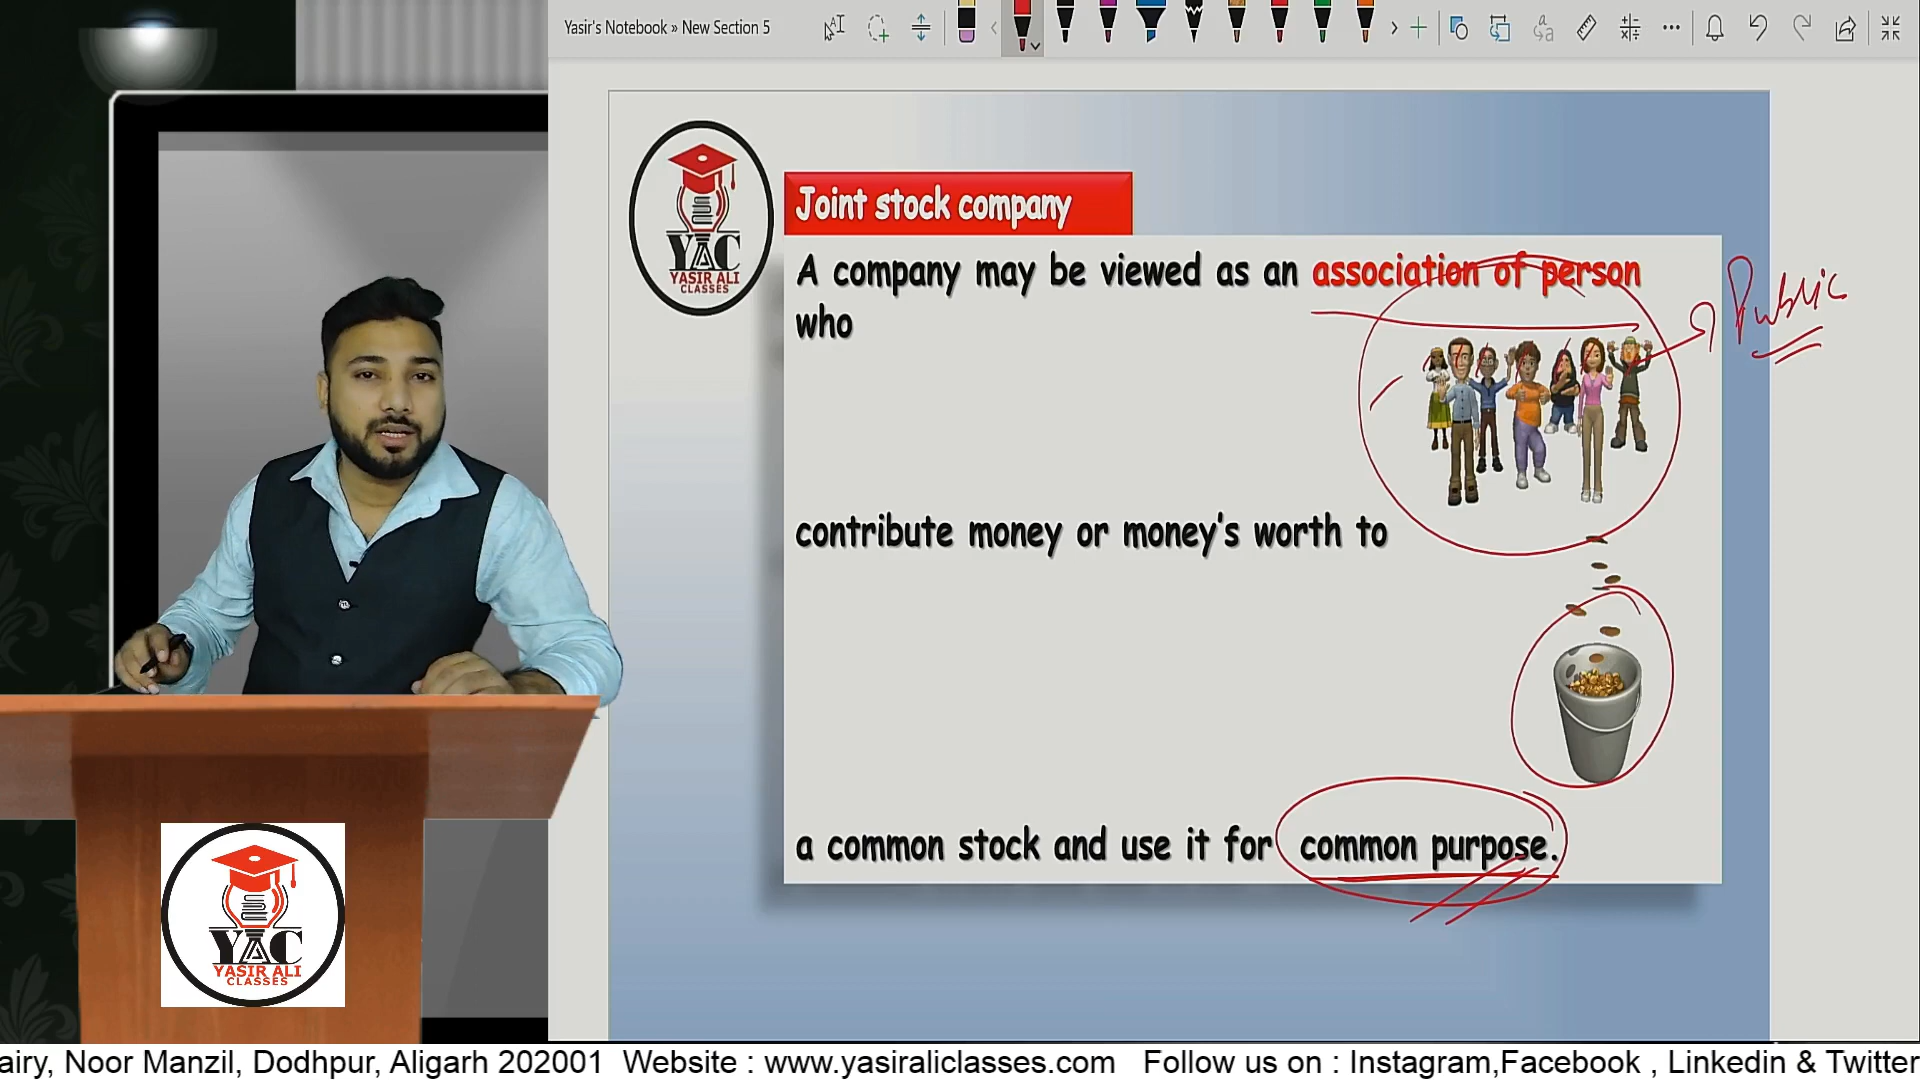 Yasir's Notebook » New Section 5
YAC
YASIR ALI
CLASSES
Joint stock company
A company may be viewed as an association of person
who
Public
contribute money or money's worth to
a common stock and use it for common purpose.
YAC
YASIR ALI
CLASSES
airy, Noor Manzil, Dodhpur, Aligarh 202001 Website : www.yasiraliclasses.com Follow us on : Instagram,Facebook , Linkedin & Twitter